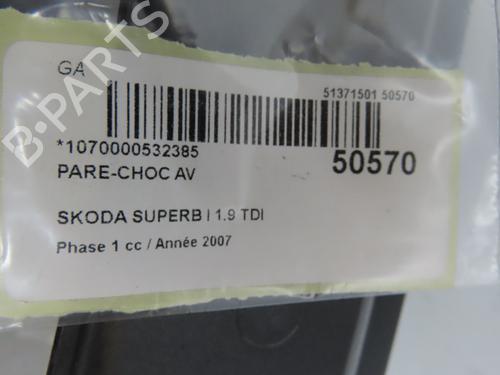 GA
51371501 50570
*1070000532385
50570
PARE-CHOC AV
SKODA SUPERB I 1.9 TDI
Phase 1 cc / Année 2007
B-PARTS